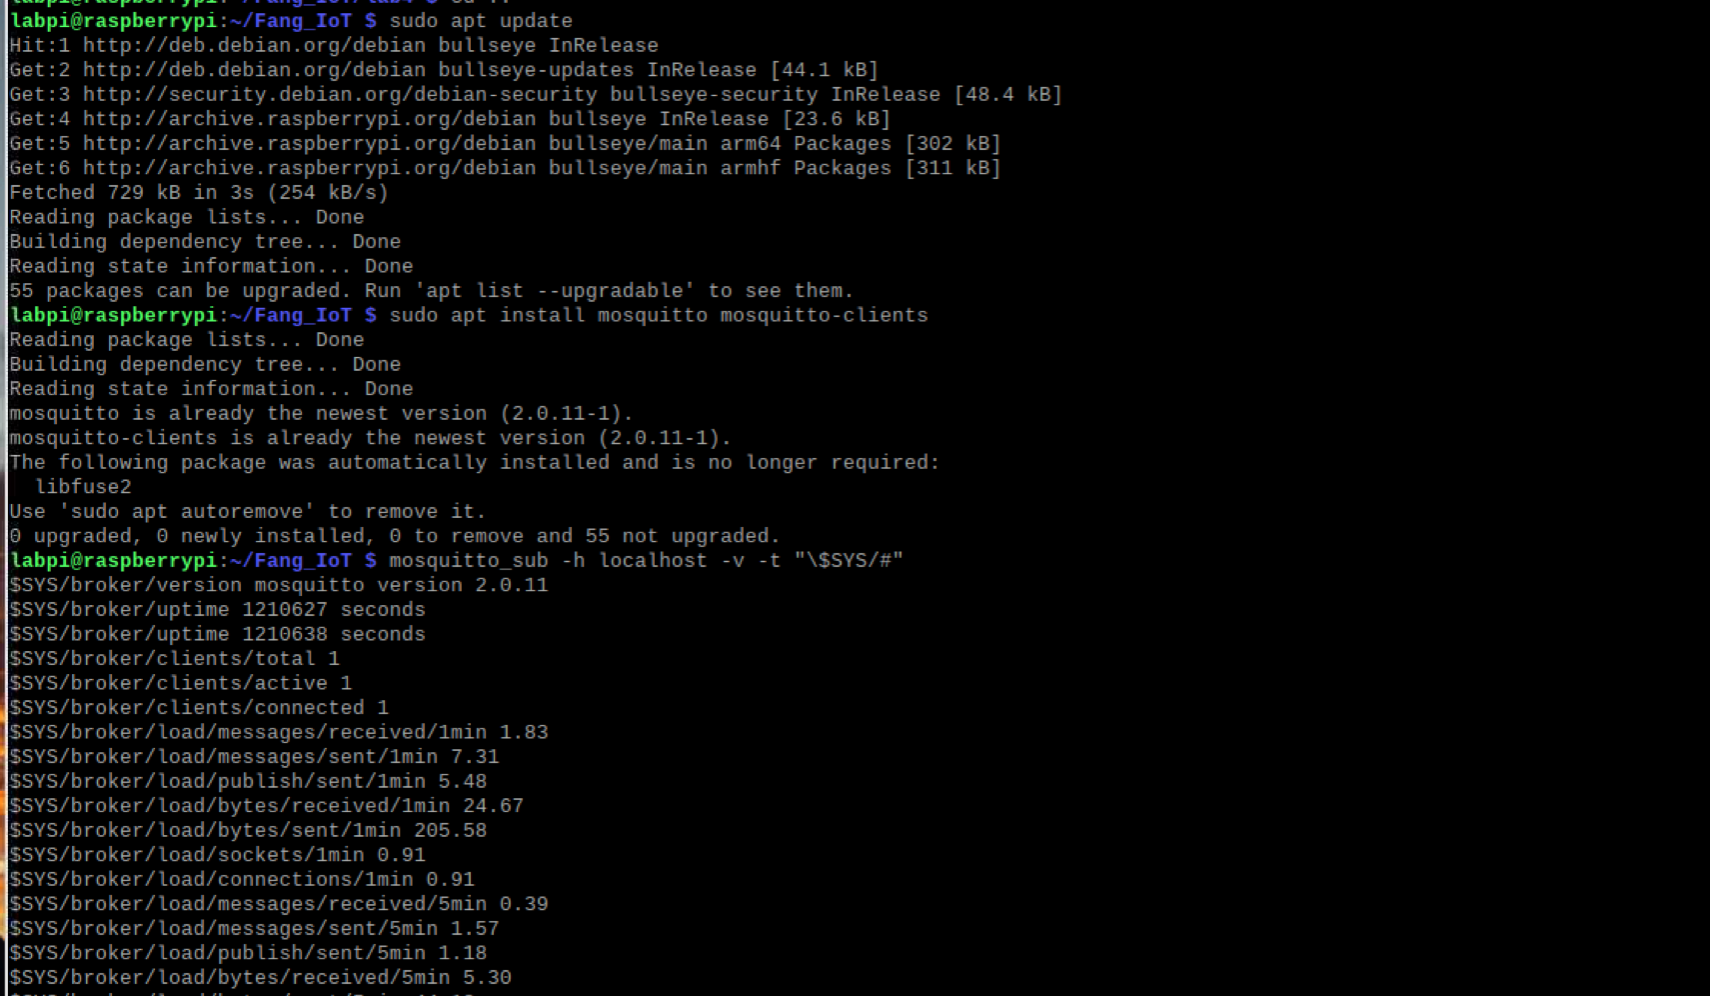 labpi@raspberrypi:~/Fang_IoT/lab4 $ cd ..
labpi@raspberrypi:~/Fang_IoT $ sudo apt update
Hit:1 http://deb.debian.org/debian bullseye InRelease
Get:2 http://deb.debian.org/debian bullseye-updates InRelease [44.1 kB]
Get:3 http://security.debian.org/debian-security bullseye-security InRelease [48.4 kB]
Get:4 http://archive.raspberrypi.org/debian bullseye InRelease [23.6 kB]
Get:5 http://archive.raspberrypi.org/debian bullseye/main arm64 Packages [302 kB]
Get:6 http://archive.raspberrypi.org/debian bullseye/main armhf Packages [311 kB]
Fetched 729 kB in 3s (254 kB/s)
Reading package lists... Done
Building dependency tree... Done
Reading state information... Done
55 packages can be upgraded. Run 'apt list --upgradable' to see them.
labpi@raspberrypi:~/Fang_IoT $ sudo apt install mosquitto mosquitto-clients
Reading package lists... Done
Building dependency tree... Done
Reading state information... Done
mosquitto is already the newest version (2.0.11-1).
mosquitto-clients is already the newest version (2.0.11-1).
The following package was automatically installed and is no longer required:
  libfuse2
Use 'sudo apt autoremove' to remove it.
0 upgraded, 0 newly installed, 0 to remove and 55 not upgraded.
labpi@raspberrypi:~/Fang_IoT $ mosquitto_sub -h localhost -v -t "\$SYS/#"
$SYS/broker/version mosquitto version 2.0.11
$SYS/broker/uptime 1210627 seconds
$SYS/broker/uptime 1210638 seconds
$SYS/broker/clients/total 1
$SYS/broker/clients/active 1
$SYS/broker/clients/connected 1
$SYS/broker/load/messages/received/1min 1.83
$SYS/broker/load/messages/sent/1min 7.31
$SYS/broker/load/publish/sent/1min 5.48
$SYS/broker/load/bytes/received/1min 24.67
$SYS/broker/load/bytes/sent/1min 205.58
$SYS/broker/load/sockets/1min 0.91
$SYS/broker/load/connections/1min 0.91
$SYS/broker/load/messages/received/5min 0.39
$SYS/broker/load/messages/sent/5min 1.57
$SYS/broker/load/publish/sent/5min 1.18
$SYS/broker/load/bytes/received/5min 5.30